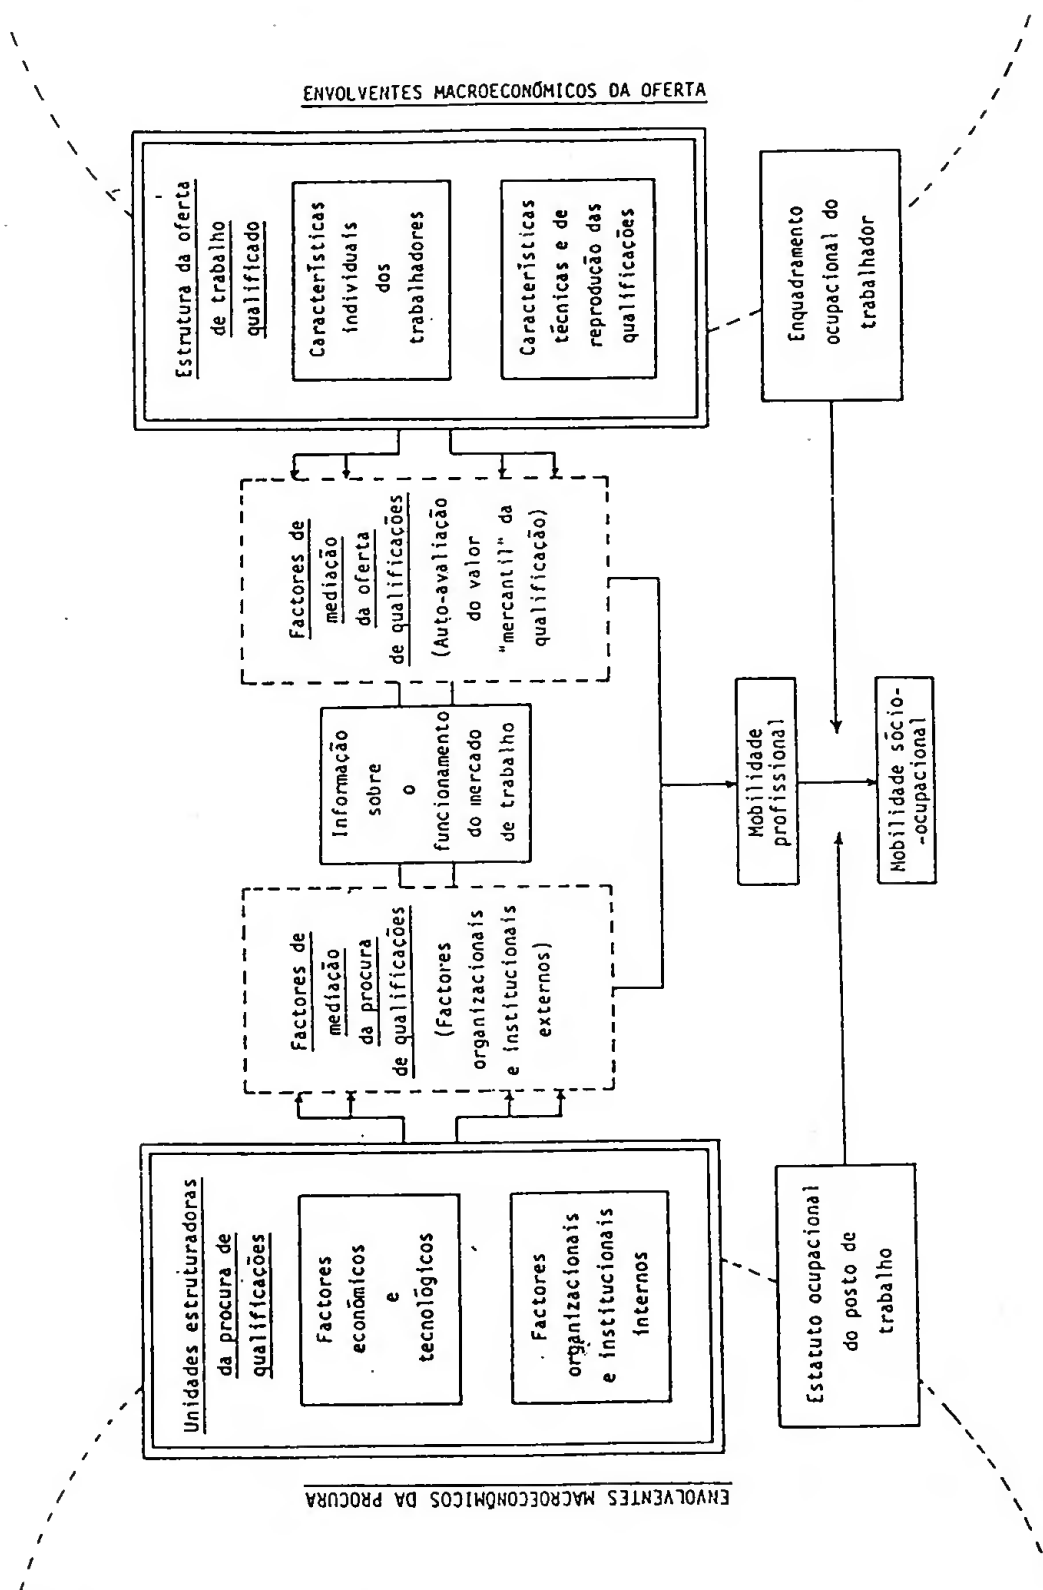 ENVOLVENTES MACROECONÓMICOS DA PROCURA
Unidades estruturadoras
da procura de
qualificações
Factores
económicos
e
tecnológicos
Factores
organizacionais
e institucionais
internos
Estatuto ocupacional
do posto de
trabalho
Factores de
mediação
da procura
de qualificações
(Factores
organizacionais
e institucionais
externos)
Informação
sobre
o
funcionamento
do mercado
de trabalho
Factores de
mediação
da oferta
de qualificações
(Auto-avaliação
do valor
"mercantil" da
qualificação)
Mobilidade
profissional
Mobilidade sócio-
-ocupacional
ENVOLVENTES MACROECONÓMICOS DA OFERTA
Estrutura da oferta
de trabalho
qualificado
Características
individuais
dos
trabalhadores
Características
técnicas e de
reprodução das
qualificações
Enquadramento
ocupacional do
trabalhador